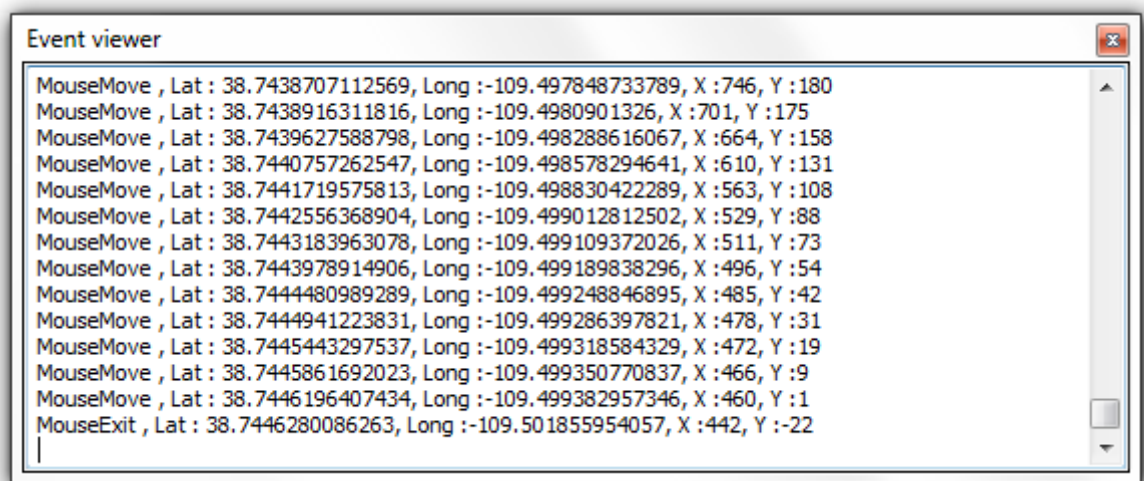 Event viewer
MouseMove , Lat : 38.7438707112569, Long :-109.497848733789, X :746, Y :180
MouseMove , Lat : 38.7438916311816, Long :-109.4980901326, X :701, Y :175
MouseMove , Lat : 38.7439627588798, Long :-109.498288616067, X :664, Y :158
MouseMove , Lat : 38.7440757262547, Long :-109.498578294641, X :610, Y :131
MouseMove , Lat : 38.74417195758​13, Long :-109.498830422289, X :563, Y :108
MouseMove , Lat : 38.7442556368904, Long :-109.499012812502, X :529, Y :88
MouseMove , Lat : 38.7443183963078, Long :-109.499109372026, X :511, Y :73
MouseMove , Lat : 38.7443978914906, Long :-109.499189838296, X :496, Y :54
MouseMove , Lat : 38.7444480989289, Long :-109.499248846895, X :485, Y :42
MouseMove , Lat : 38.7444941223831, Long :-109.499286397821, X :478, Y :31
MouseMove , Lat : 38.7445443297537, Long :-109.499318584329, X :472, Y :19
MouseMove , Lat : 38.7445861692023, Long :-109.499350770837, X :466, Y :9
MouseMove , Lat : 38.7446196407434, Long :-109.499382957346, X :460, Y :1
MouseExit , Lat : 38.7446280086263, Long :-109.501855954057, X :442, Y :-22